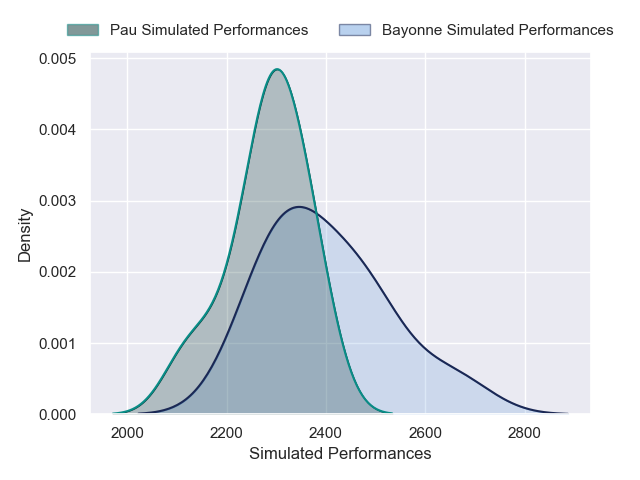 Pau Simulated Performances
Bayonne Simulated Performances
0.005
0.004
0.003
0.002
0.001
0.000
Density
2000
2200
2400
2600
2800
Simulated Performances